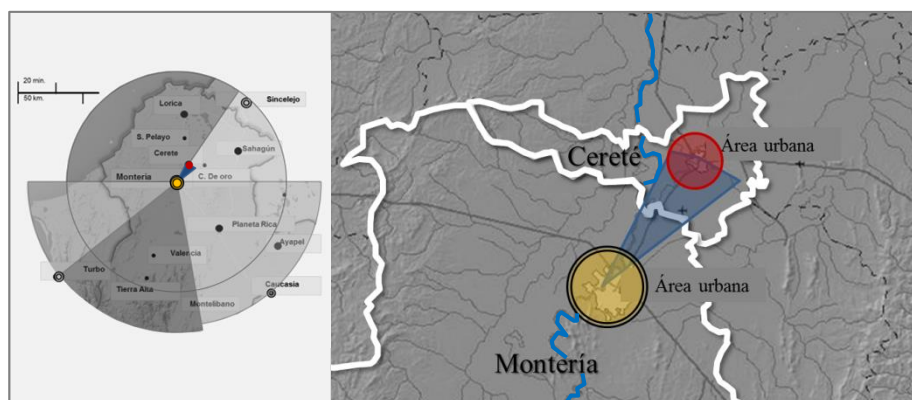 20 min.
50 km.
Sincelejo
Lorica
S. Pelayo
Sahagún
Cerete
C. De oro
Montería
Planeta Rica
Ayapel
Valencia
Turbo
Tierra Alta
Caucasia
Montelibano
Área urbana
Cereté
Área urbana
Montería